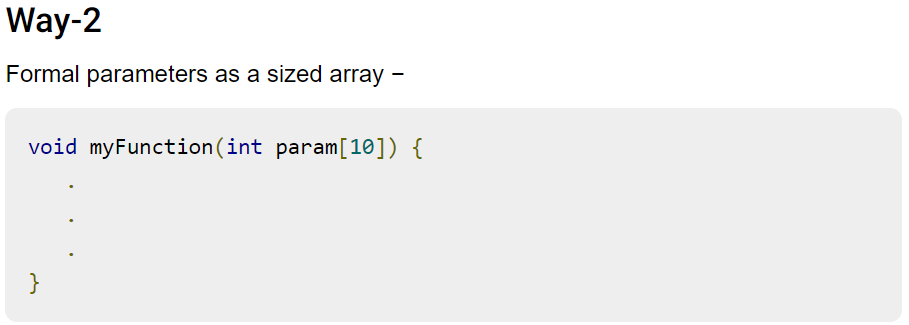 Way-2
Formal parameters as a sized array −
void myFunction(int param[10]) {
.
.
.
}